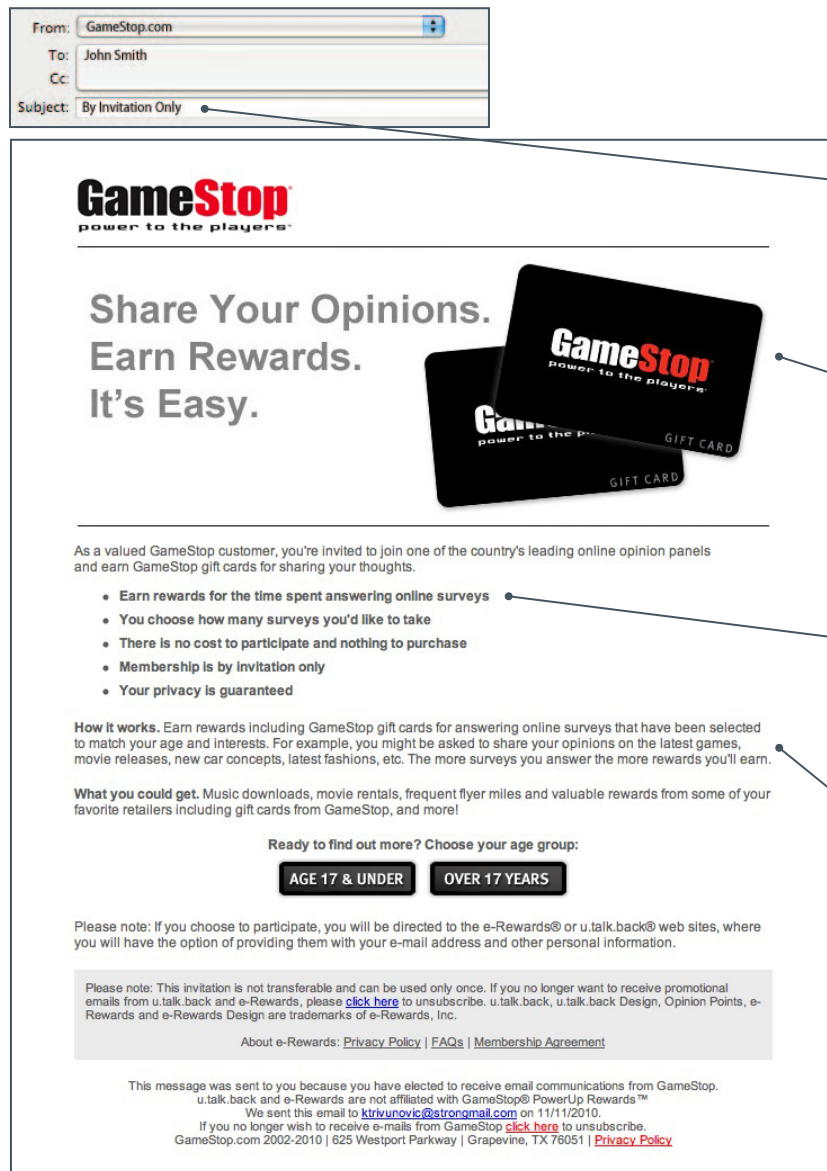 From: GameStop.com
To: John Smith
Cc:
Subject: By Invitation Only
GameStop
power to the players
Share Your Opinions.
Earn Rewards.
It's Easy.
GameStop
power to the players
GIFT CARD
Gam
power to the p
GIFT CARD
As a valued GameStop customer, you're invited to join one of the country's leading online opinion panels
and earn GameStop gift cards for sharing your thoughts.
• Earn rewards for the time spent answering online surveys
• You choose how many surveys you'd like to take
• There is no cost to participate and nothing to purchase
• Membership is by invitation only
• Your privacy is guaranteed
How it works. Earn rewards including GameStop gift cards for answering online surveys that have been selected
to match your age and interests. For example, you might be asked to share your opinions on the latest games,
movie releases, new car concepts, latest fashions, etc. The more surveys you answer the more rewards you'll earn.
What you could get. Music downloads, movie rentals, frequent flyer miles and valuable rewards from some of your
favorite retailers including gift cards from GameStop, and more!
Ready to find out more? Choose your age group:
AGE 17 & UNDER OVER 17 YEARS
Please note: If you choose to participate, you will be directed to the e-Rewards® or u.talk.back® web sites, where
you will have the option of providing them with your e-mail address and other personal information.
Please note: This invitation is not transferable and can be used only once. If you no longer want to receive promotional
emails from u.talk.back and e-Rewards, please click here to unsubscribe. u.talk.back, u.talk.back Design, Opinion Points, e-
Rewards and e-Rewards Design are trademarks of e-Rewards, Inc.
About e-Rewards: Privacy Policy | FAQs | Membership Agreement
This message was sent to you because you have elected to receive email communications from GameStop.
u.talk.back and e-Rewards are not affiliated with GameStop® PowerUp Rewards™
We sent this email to ktrivunovic@strongmail.com on 11/11/2010.
If you no longer wish to receive e-mails from GameStop click here to unsubscribe.
GameStop.com 2002-2010 | 625 Westport Parkway | Grapevine, TX 76051 | Privacy Policy